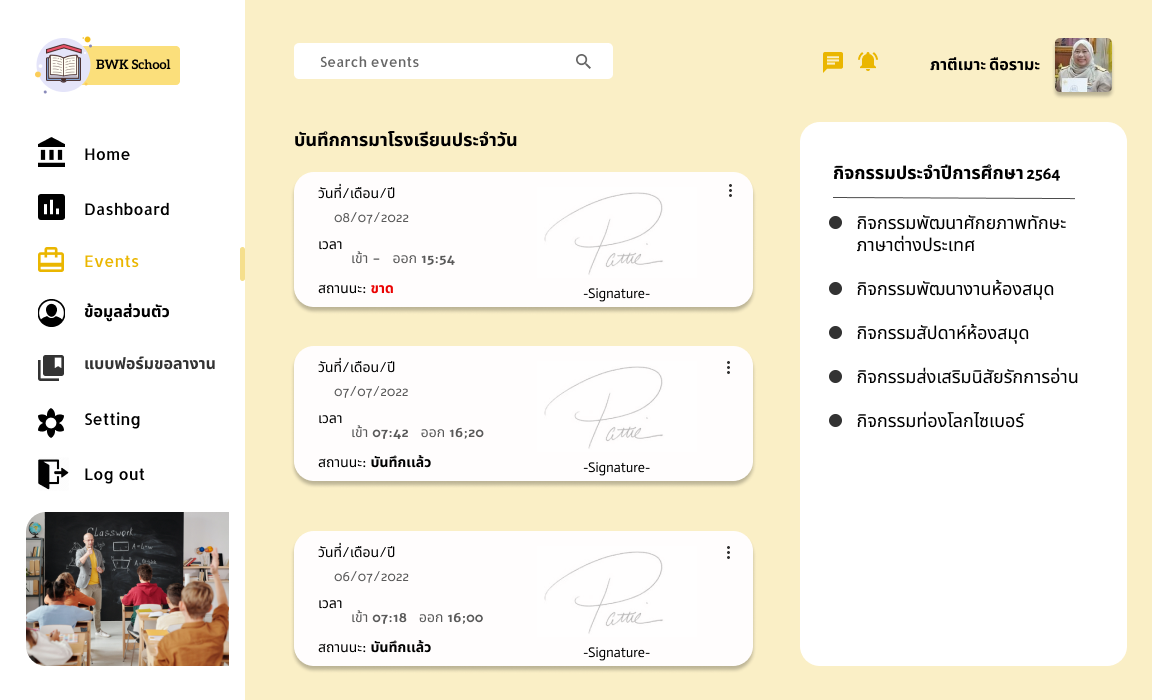 BWK School
Home
Dashboard
Events
ข้อมูลส่วนตัว
แบบฟอร์มขอลางาน
Setting
Log out
Classwork
Search events
ภาตีเมาะ ดือรามะ
บันทึกการมาโรงเรียนประจำวัน
วันที่/เดือน/ปี
08/07/2022
เวลา
เข้า – ออก 15:54
สถานนะ: ขาด
Pattie
-Signature-
วันที่/เดือน/ปี
07/07/2022
เวลา
เข้า 07:42 ออก 16;20
สถานนะ: บันทึกแล้ว
Pattie
-Signature-
วันที่/เดือน/ปี
06/07/2022
เวลา
เข้า 07:18 ออก 16;00
สถานนะ: บันทึกแล้ว
Pattie
-Signature-
กิจกรรมประจำปีการศึกษา 2564
กิจกรรมพัฒนาศักยภาพทักษะ
ภาษาต่างประเทศ
กิจกรรมพัฒนางานห้องสมุด
กิจกรรมสัปดาห์ห้องสมุด
กิจกรรมส่งเสริมนิสัยรักการอ่าน
กิจกรรมท่องโลกไซเบอร์